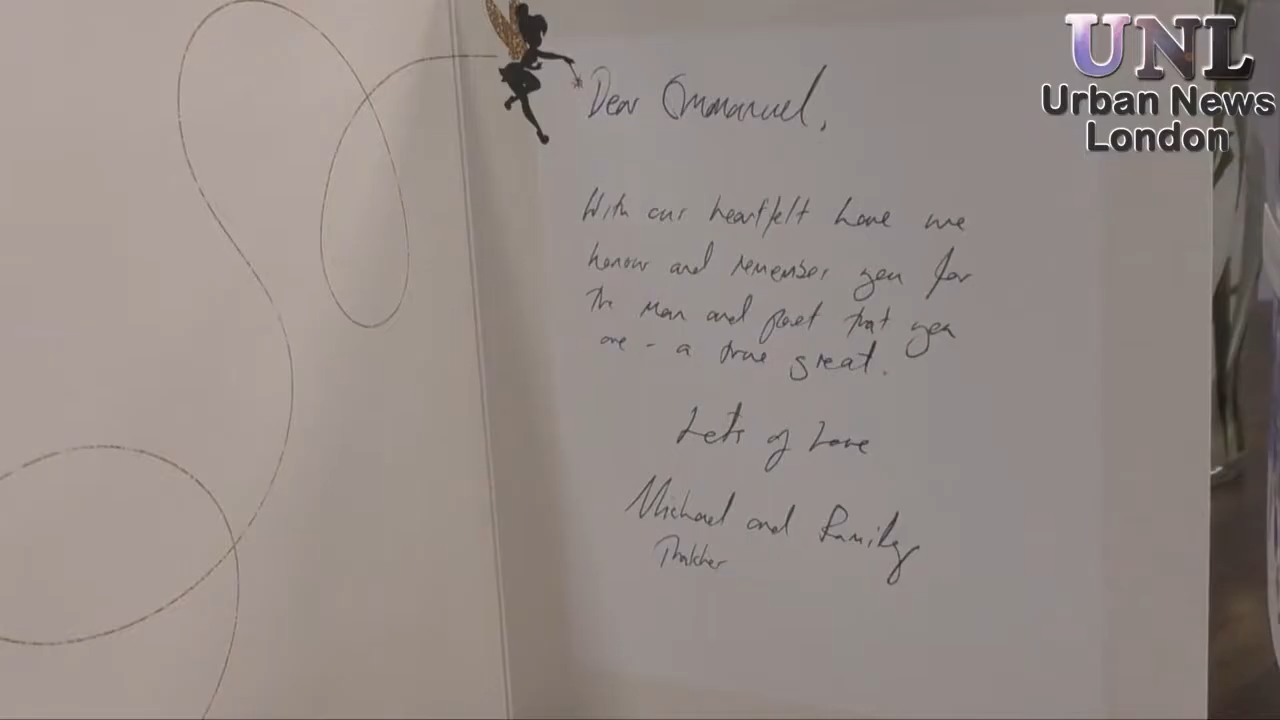 UNL
Urban News
London
Dear Emmanuel,
With our heartfelt love we
honour and remember you for
the man and poet that you
are - a true great.
Lots of Love
Michael and Family
Thatcher